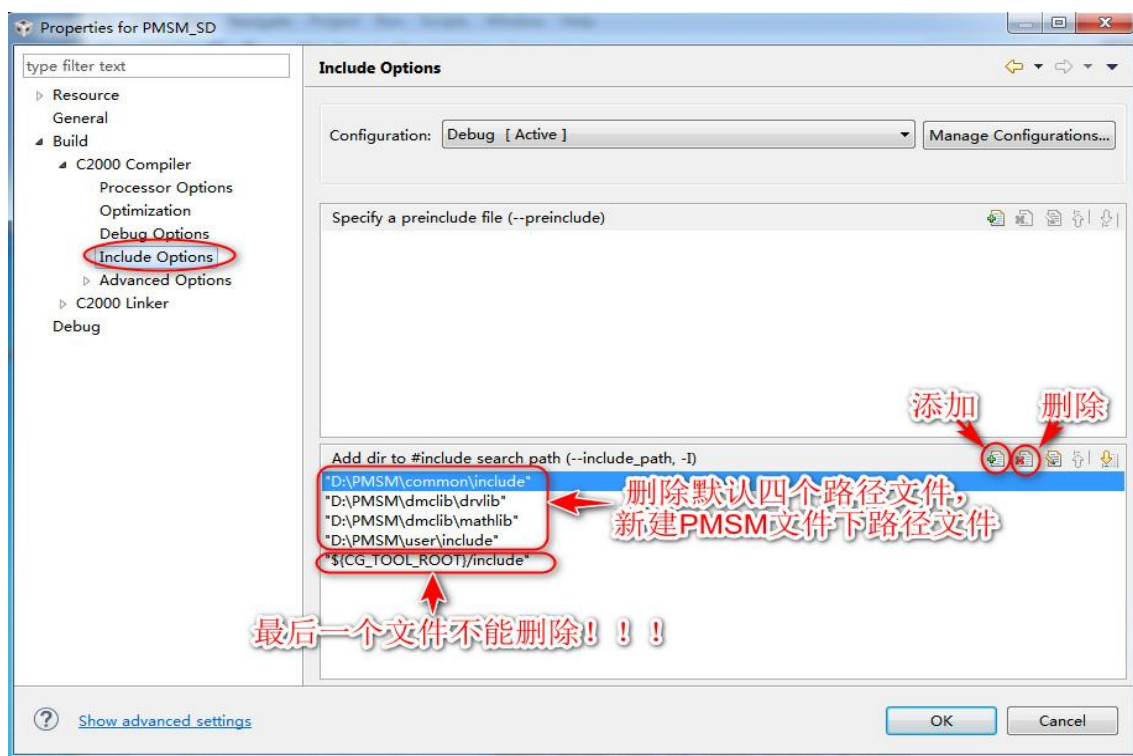 Properties for PMSM_SD
type filter text
Resource
General
Build
C2000 Compiler
Processor Options
Optimization
Debug Options
Include Options
Advanced Options
C2000 Linker
Debug
Include Options
Configuration:
Debug [ Active ]
Manage Configurations...
Specify a preinclude file (--preinclude)
添加
删除
Add dir to #include search path (--include_path, -I)
"D:\PMSM\common\include"
"D:\PMSM\dmclib\drvlib"
"D:\PMSM\dmclib\mathlib"
"D:\PMSM\user\include"
"${CG_TOOL_ROOT}/include"
删除默认四个路径文件，
新建PMSM文件下路径文件
最后一个文件不能删除！！！
Show advanced settings
OK
Cancel